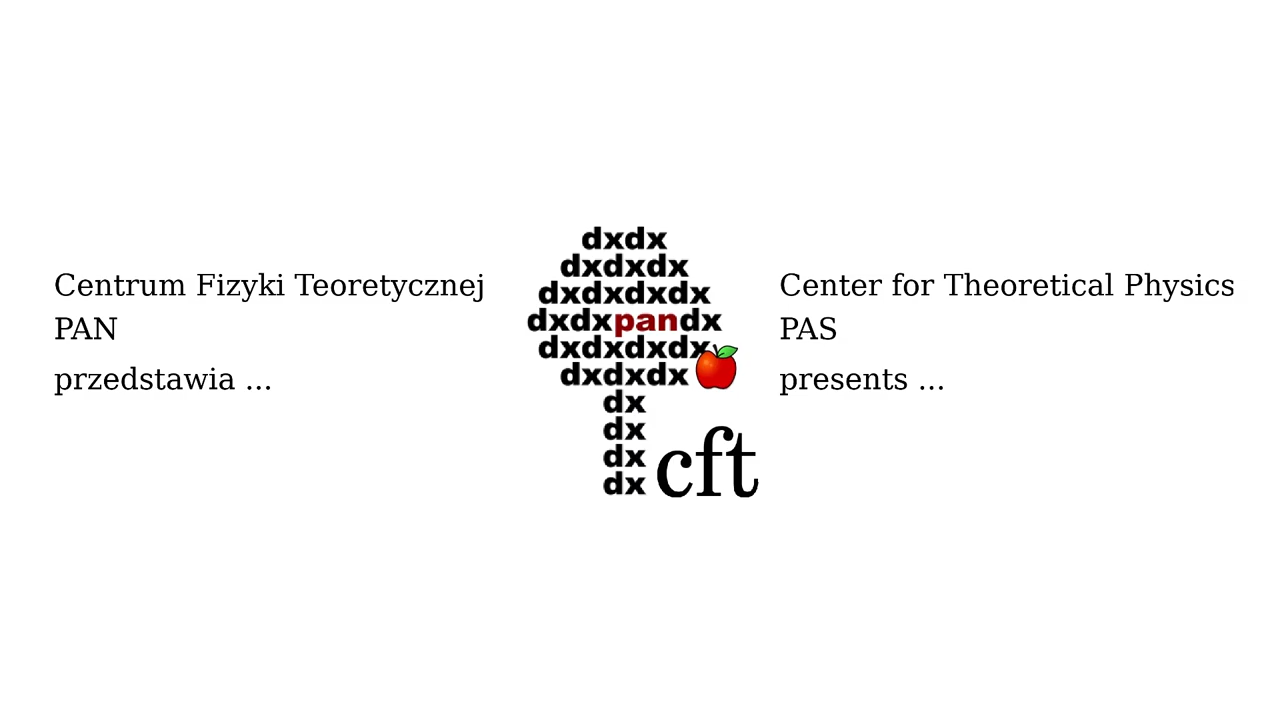 Centrum Fizyki Teoretycznej
PAN
przedstawia ...
dxdx
dxdxdx
dxdxdxdx
dxdxpandx
dxdxdxdx
dxdxdx
dx
dx
dx
dx
cft
Center for Theoretical Physics
PAS
presents ...